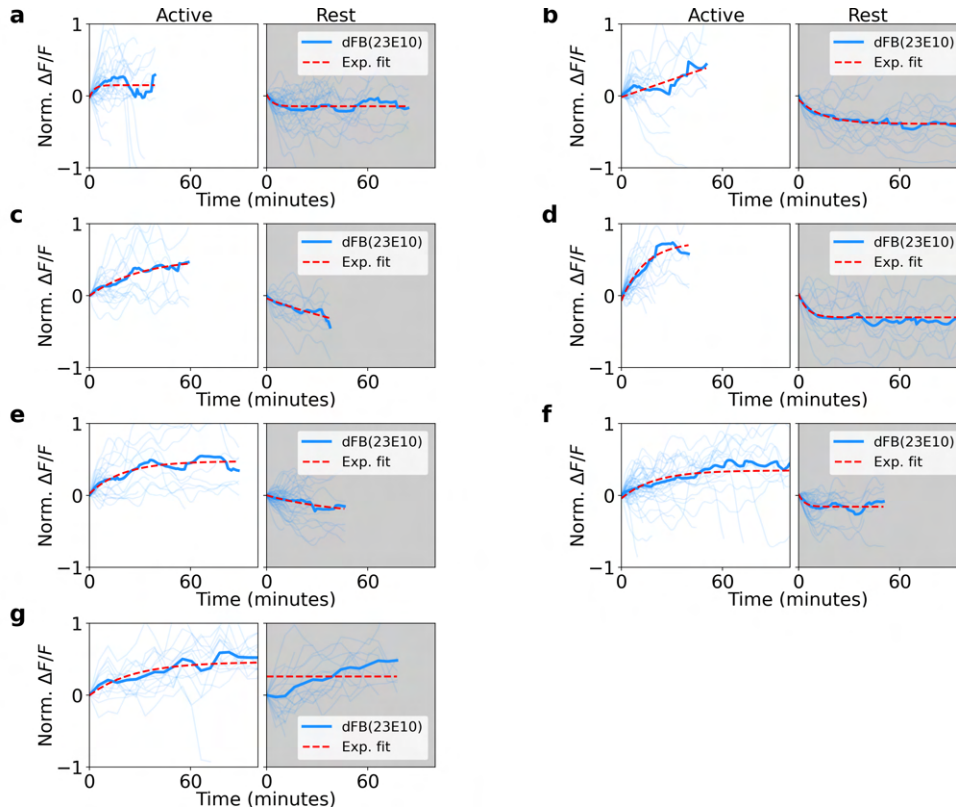 a Active Rest
Norm. ΔF/F
1
0
−1
dFB(23E10)
Exp. fit
0 60 0 60
Time (minutes)
b Active Rest
Norm. ΔF/F
1
0
−1
dFB(23E10)
Exp. fit
0 60 0 60
Time (minutes)
c
Norm. ΔF/F
1
0
−1
dFB(23E10)
Exp. fit
0 60 0 60
Time (minutes)
d
Norm. ΔF/F
1
0
−1
dFB(23E10)
Exp. fit
0 60 0 60
Time (minutes)
e
Norm. ΔF/F
1
0
−1
dFB(23E10)
Exp. fit
0 60 0 60
Time (minutes)
f
Norm. ΔF/F
1
0
−1
dFB(23E10)
Exp. fit
0 60 0 60
Time (minutes)
g
Norm. ΔF/F
1
0
−1
dFB(23E10)
Exp. fit
0 60 0 60
Time (minutes)